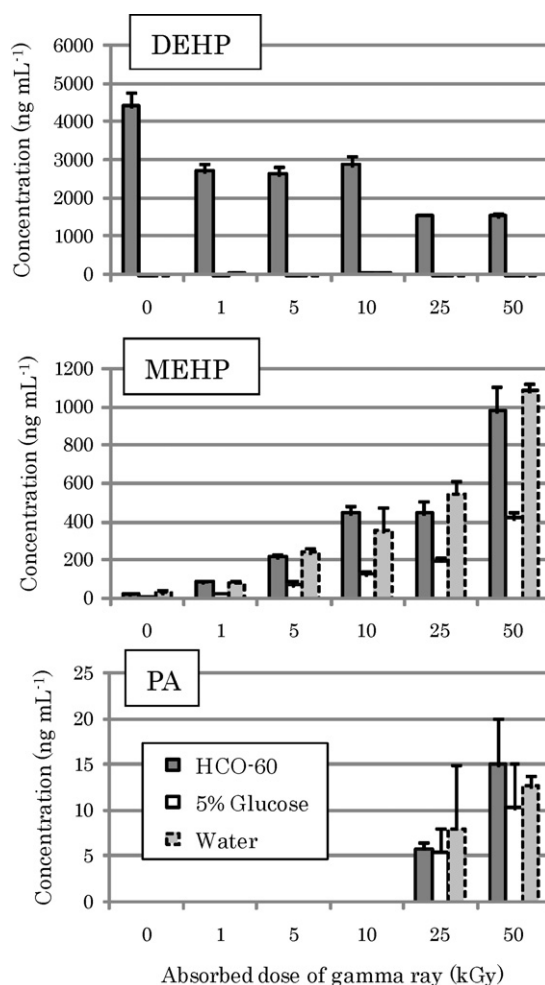 DEHP
Concentration (ng mL⁻¹)
6000
5000
4000
3000
2000
1000
0
0 1 5 10 25 50
MEHP
Concentration (ng mL⁻¹)
1200
1000
800
600
400
200
0
0 1 5 10 25 50
PA
Concentration (ng mL⁻¹)
25
20
15
10
5
0
HCO-60
5% Glucose
Water
0 1 5 10 25 50
Absorbed dose of gamma ray (kGy)